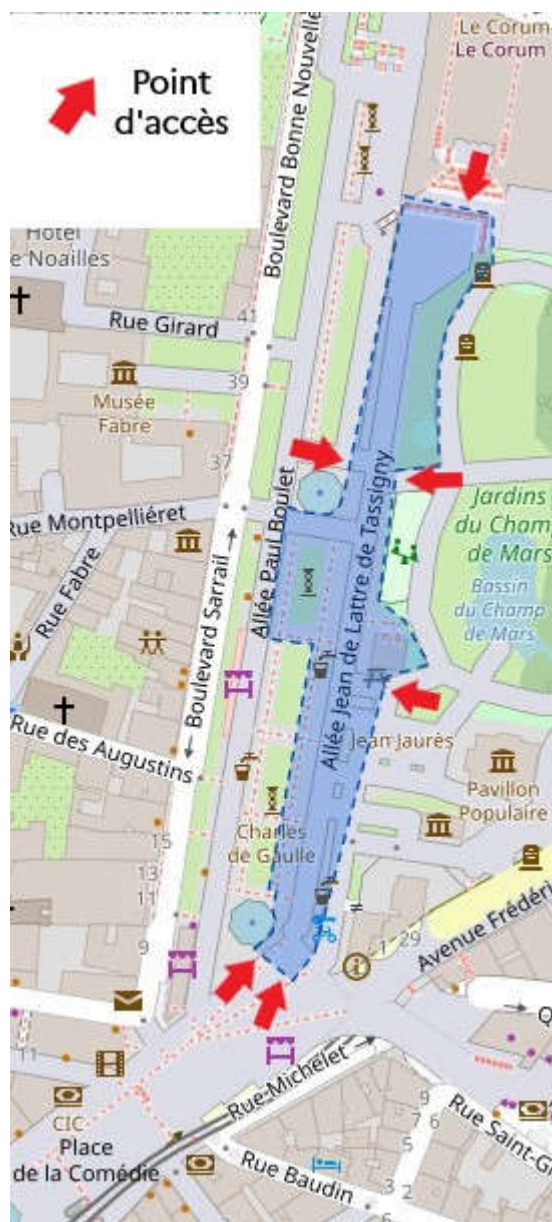 Le Corum
Le Corum
Point
d'accès
Boulevard Bonne Nouvelle
Hôtel
e Noailles
Rue Girard
41
39
Musée
Fabre
37
Rue Montpelliéret
Rue Fabre
← Boulevard Sarrail →
Allée Paul Boulet
Allée Jean de Lattre de Tassigny
Jardins
du Champ
de Mars
Bassin
du Champ
de Mars
Rue des Augustins
Jean Jaurès
Pavillon
Populaire
Charles
de Gaulle
15
13
11
9
1
29
Avenue Frédéri
Q
11
CIC
Place
de la Comédie
Rue Michelet
Rue Baudin
Rue Saint-G
9
7
6
5
3
2